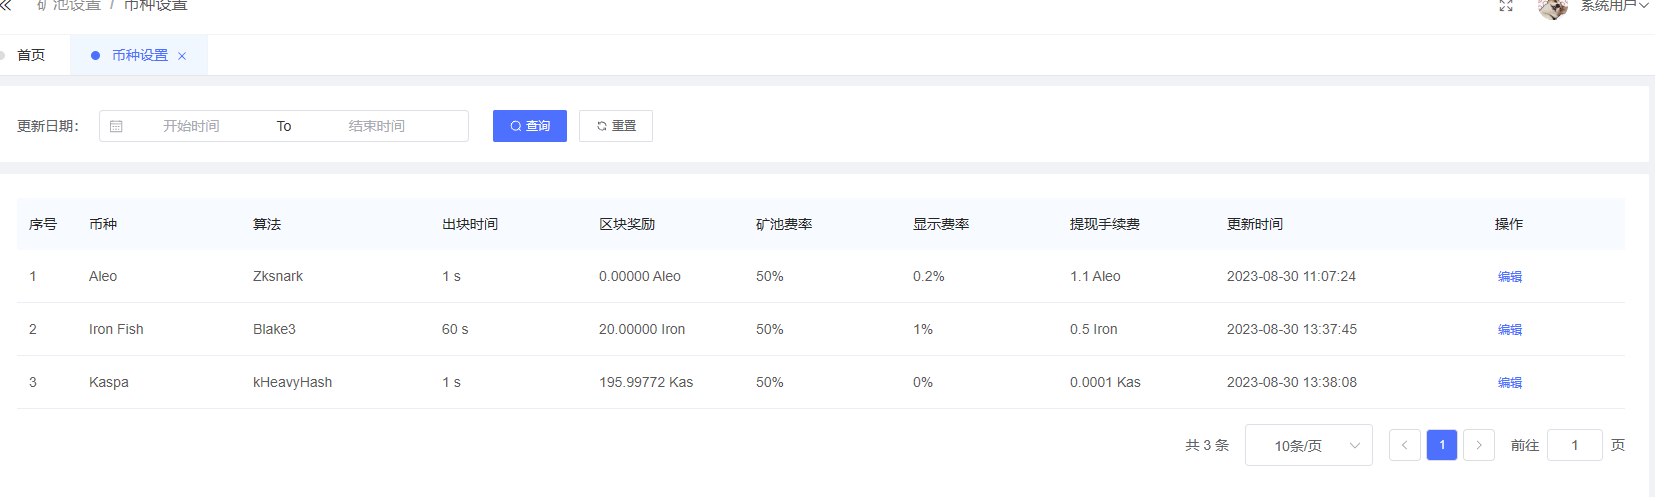 矿池设置 / 币种设置 系统用户
首页 币种设置 ×
更新日期： 开始时间 To 结束时间 查询 重置
序号 币种 算法 出块时间 区块奖励 矿池费率 显示费率 提现手续费 更新时间 操作
1 Aleo Zksnark 1 s 0.00000 Aleo 50% 0.2% 1.1 Aleo 2023-08-30 11:07:24 编辑
2 Iron Fish Blake3 60 s 20.00000 Iron 50% 1% 0.5 Iron 2023-08-30 13:37:45 编辑
3 Kaspa kHeavyHash 1 s 195.99772 Kas 50% 0% 0.0001 Kas 2023-08-30 13:38:08 编辑
共 3 条 10条/页 1 前往 1 页